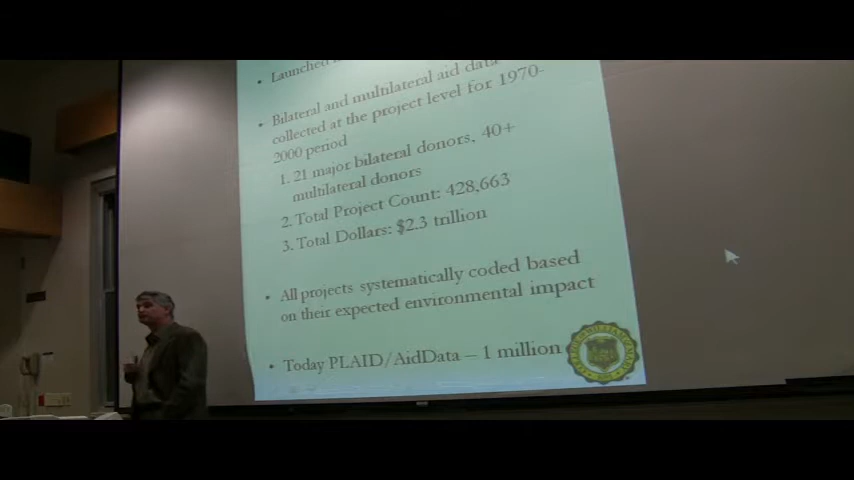 • Launched
• Bilateral and multilateral aid data
collected at the project level for 1970-
2000 period
1. 21 major bilateral donors, 40+
multilateral donors
2. Total Project Count: 428,663
3. Total Dollars: $2.3 trillion
• All projects systematically coded based
on their expected environmental impact
• Today PLAID/AidData – 1 million